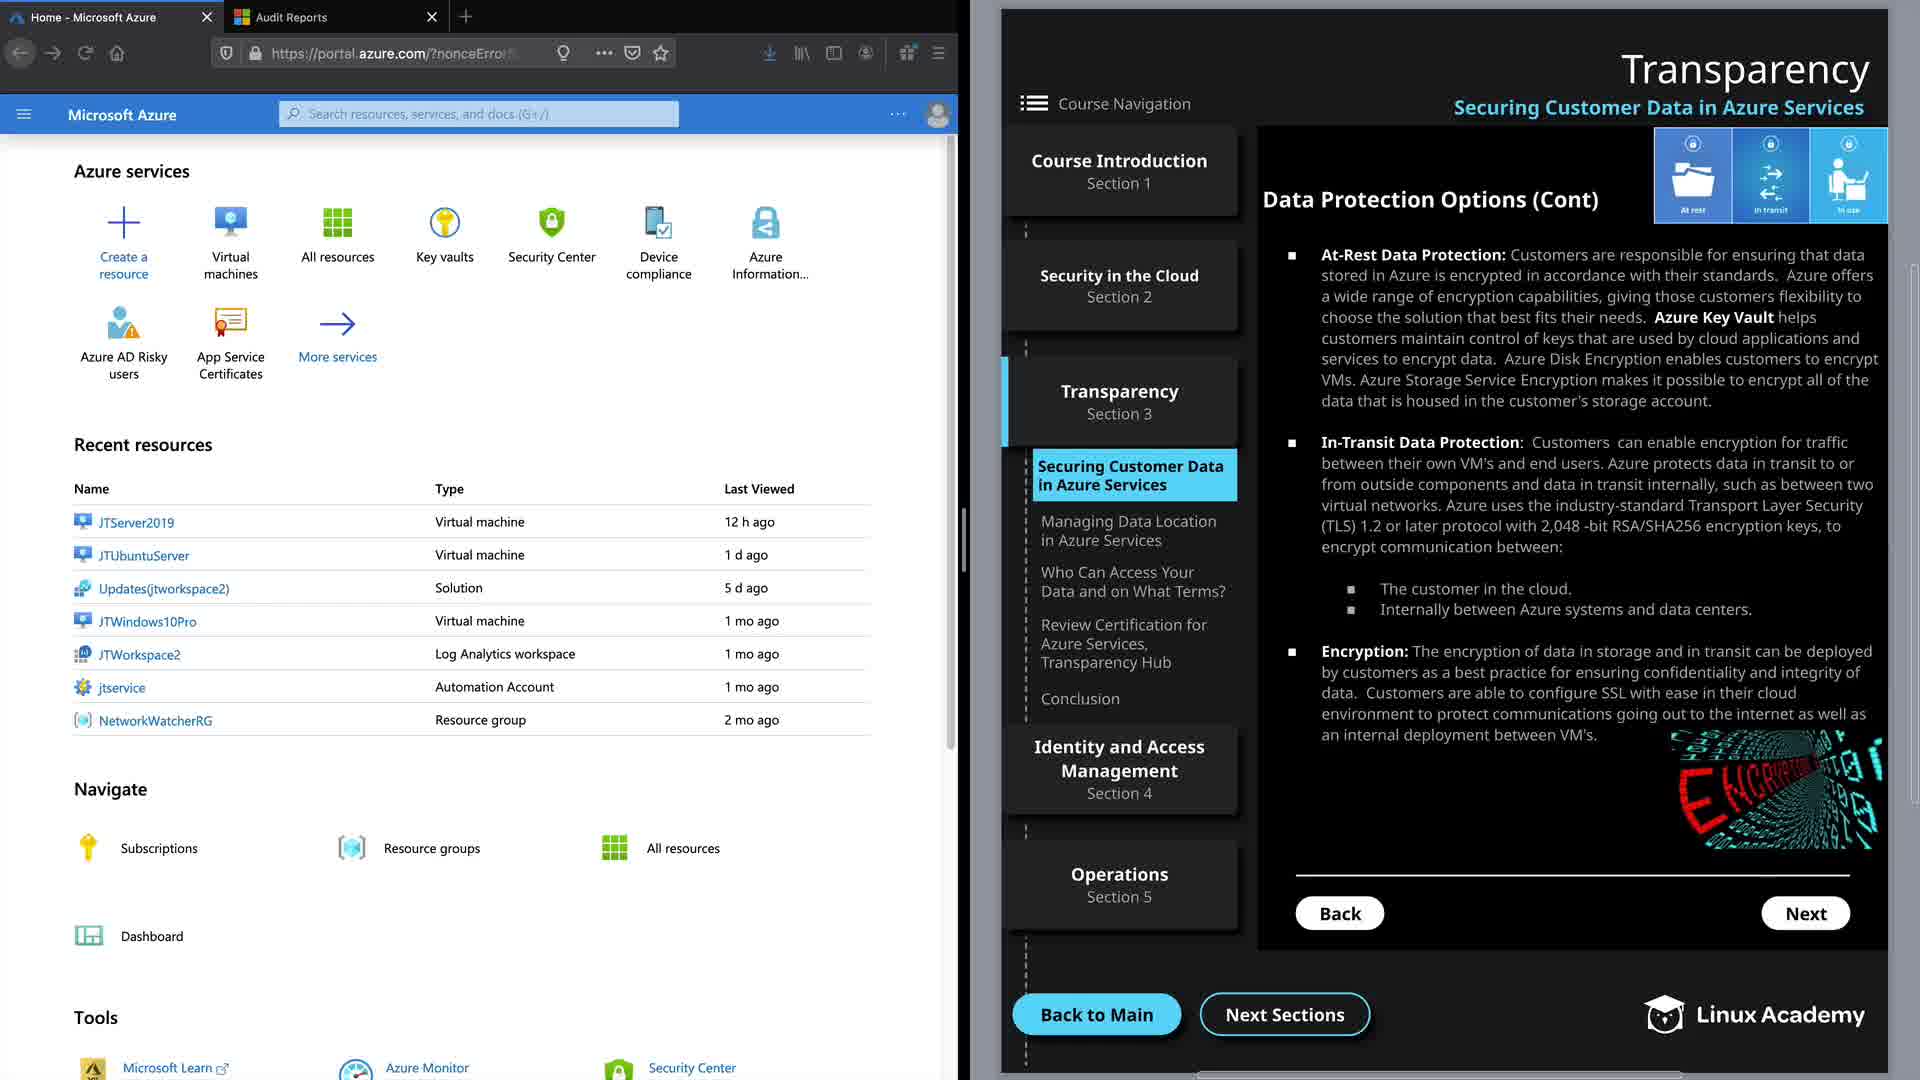 Home - Microsoft Azure
Audit Reports
https://portal.azure.com/?nonceError
Microsoft Azure
Search resources, services, and docs (G+/)
Azure services
Create a
resource
Virtual
machines
All resources
Key vaults
Security Center
Device
compliance
Azure
Information...
Azure AD Risky
users
App Service
Certificates
More services
Recent resources
Name Type Last Viewed
JTServer2019 Virtual machine 12 h ago
JTUbuntuServer Virtual machine 1 d ago
Updates(jtworkspace2) Solution 5 d ago
JTWindows10Pro Virtual machine 1 mo ago
JTWorkspace2 Log Analytics workspace 1 mo ago
jtservice Automation Account 1 mo ago
NetworkWatcherRG Resource group 2 mo ago
Navigate
Subscriptions
Resource groups
All resources
Dashboard
Tools
Microsoft Learn
Azure Monitor
Security Center
Transparency
Securing Customer Data in Azure Services
Course Navigation
Course Introduction
Section 1
Security in the Cloud
Section 2
Transparency
Section 3
Securing Customer Data
in Azure Services
Managing Data Location
in Azure Services
Who Can Access Your
Data and on What Terms?
Review Certification for
Azure Services,
Transparency Hub
Conclusion
Identity and Access
Management
Section 4
Operations
Section 5
At rest
In transit
In use
Data Protection Options (Cont)
At-Rest Data Protection: Customers are responsible for ensuring that data
stored in Azure is encrypted in accordance with their standards. Azure offers
a wide range of encryption capabilities, giving those customers flexibility to
choose the solution that best fits their needs. Azure Key Vault helps
customers maintain control of keys that are used by cloud applications and
services to encrypt data. Azure Disk Encryption enables customers to encrypt
VMs. Azure Storage Service Encryption makes it possible to encrypt all of the
data that is housed in the customer's storage account.
In-Transit Data Protection: Customers can enable encryption for traffic
between their own VM's and end users. Azure protects data in transit to or
from outside components and data in transit internally, such as between two
virtual networks. Azure uses the industry-standard Transport Layer Security
(TLS) 1.2 or later protocol with 2,048 -bit RSA/SHA256 encryption keys, to
encrypt communication between:
The customer in the cloud.
Internally between Azure systems and data centers.
Encryption: The encryption of data in storage and in transit can be deployed
by customers as a best practice for ensuring confidentiality and integrity of
data. Customers are able to configure SSL with ease in their cloud
environment to protect communications going out to the internet as well as
an internal deployment between VM's.
ENCRYPTION
Back
Next
Back to Main
Next Sections
Linux Academy